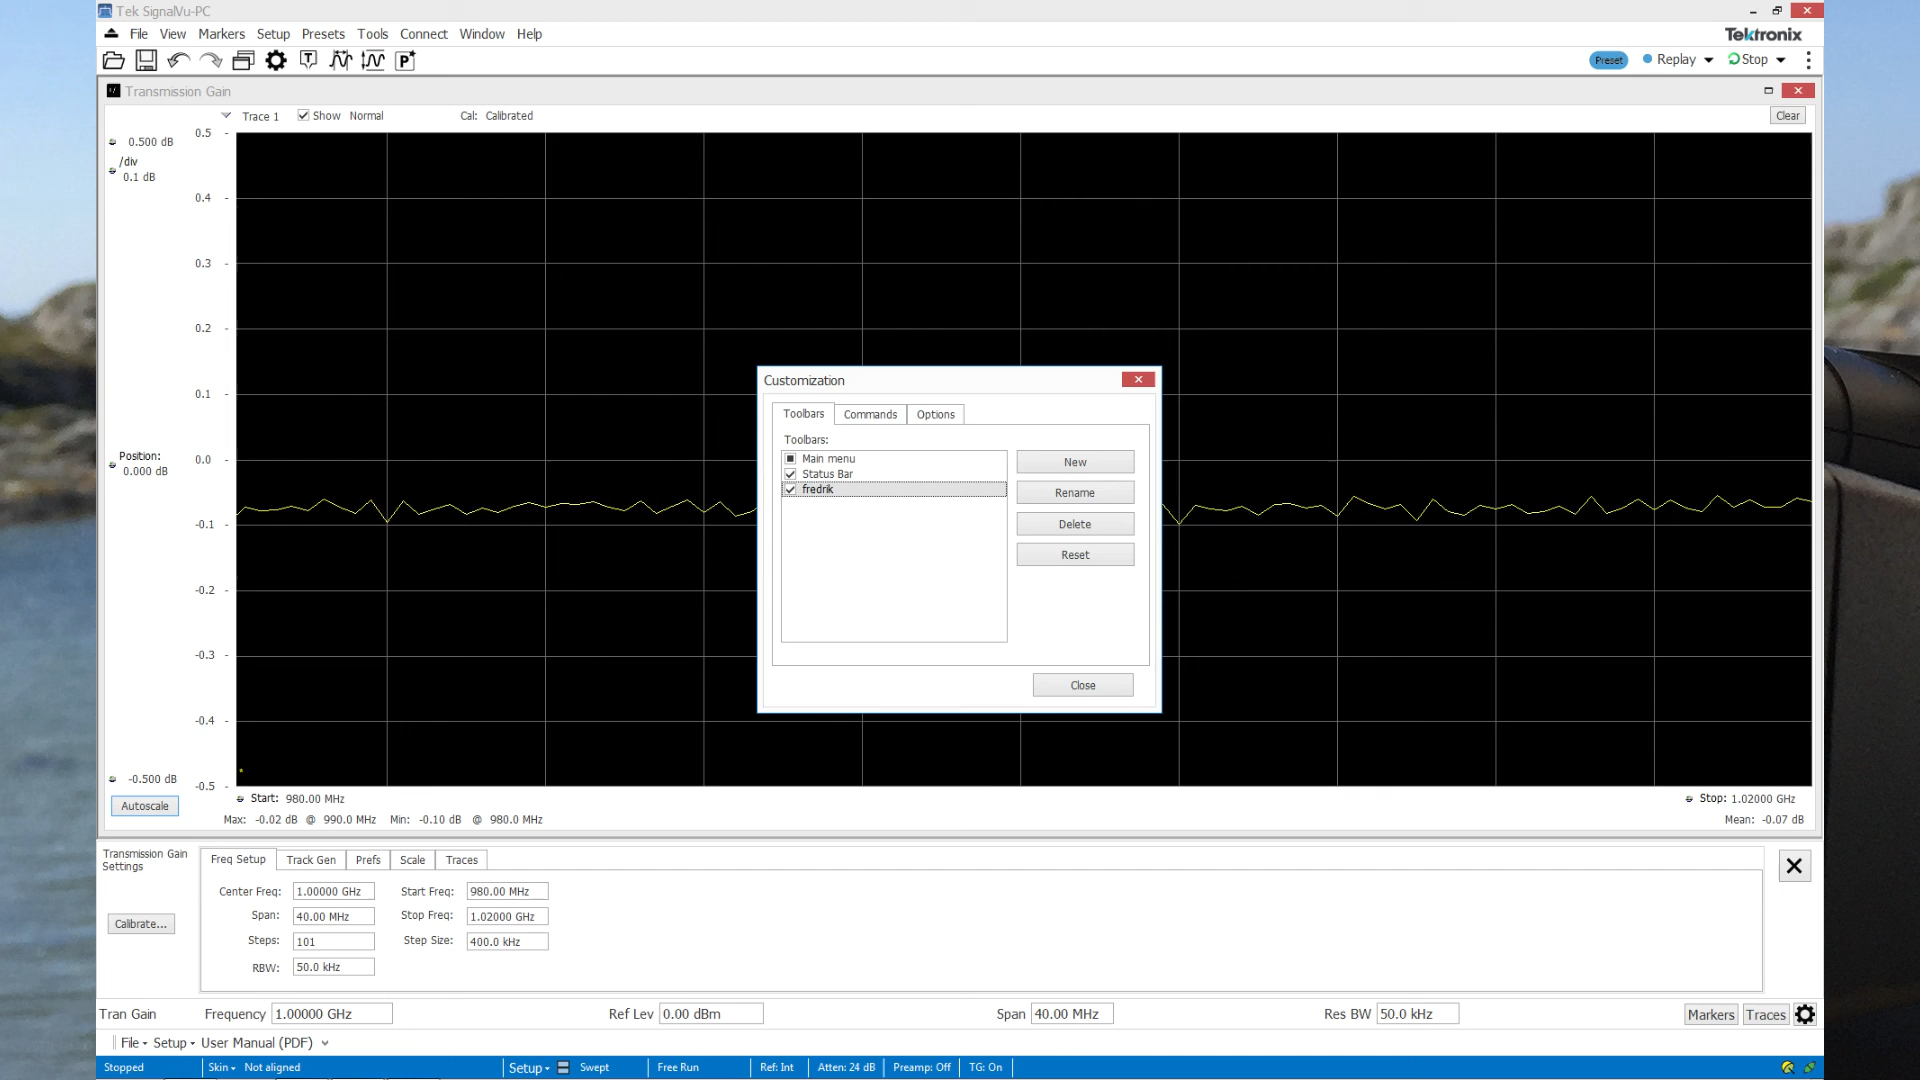 Tek SignalVu-PC
File View Markers Setup Presets Tools Connect Window Help
Tektronix
T P
Preset Replay Stop
Transmission Gain
Trace 1 Show Normal Cal: Calibrated Clear
0.500 dB
/div
0.1 dB
Position:
0.000 dB
-0.500 dB
Autoscale
0.5
0.4
0.3
0.2
0.1
0.0
-0.1
-0.2
-0.3
-0.4
-0.5
Customization
Toolbars Commands Options
Toolbars:
Main menu
Status Bar
fredrik
New
Rename
Delete
Reset
Close
Start: 980.00 MHz
Stop: 1.02000 GHz
Max: -0.02 dB @ 990.0 MHz Min: -0.10 dB @ 980.0 MHz
Mean: -0.07 dB
Transmission Gain
Settings
Calibrate...
Freq Setup Track Gen Prefs Scale Traces
Center Freq: 1.00000 GHz Start Freq: 980.00 MHz
Span: 40.00 MHz Stop Freq: 1.02000 GHz
Steps: 101 Step Size: 400.0 kHz
RBW: 50.0 kHz
Tran Gain Frequency 1.00000 GHz Ref Lev 0.00 dBm Span 40.00 MHz Res BW 50.0 kHz Markers Traces
File Setup User Manual (PDF)
Stopped Skin Not aligned Setup Swept Free Run Ref: Int Atten: 24 dB Preamp: Off TG: On